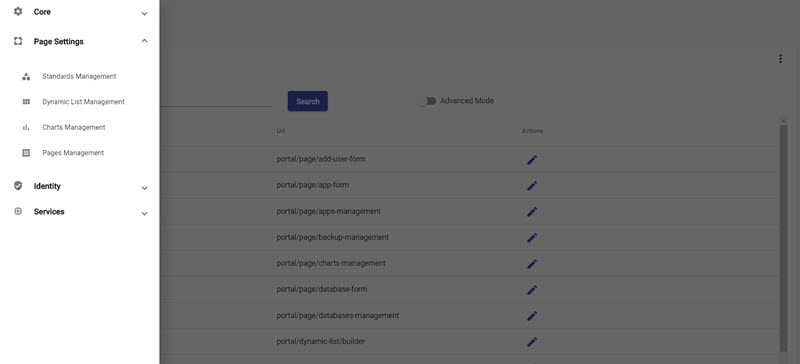 Core
Page Settings
Standards Management
Dynamic List Management
Charts Management
Pages Management
Identity
Services
Search
Advanced Mode
Url
Actions
portal/page/add-user-form
portal/page/app-form
portal/page/apps-management
portal/page/backup-management
portal/page/charts-management
portal/page/database-form
portal/page/databases-management
portal/dynamic-list/builder